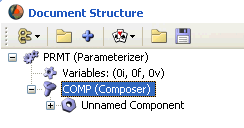 Document Structure
PRMT (Parameterizer)
Variables: (0i, 0f, 0v)
COMP (Composer)
Unnamed Component